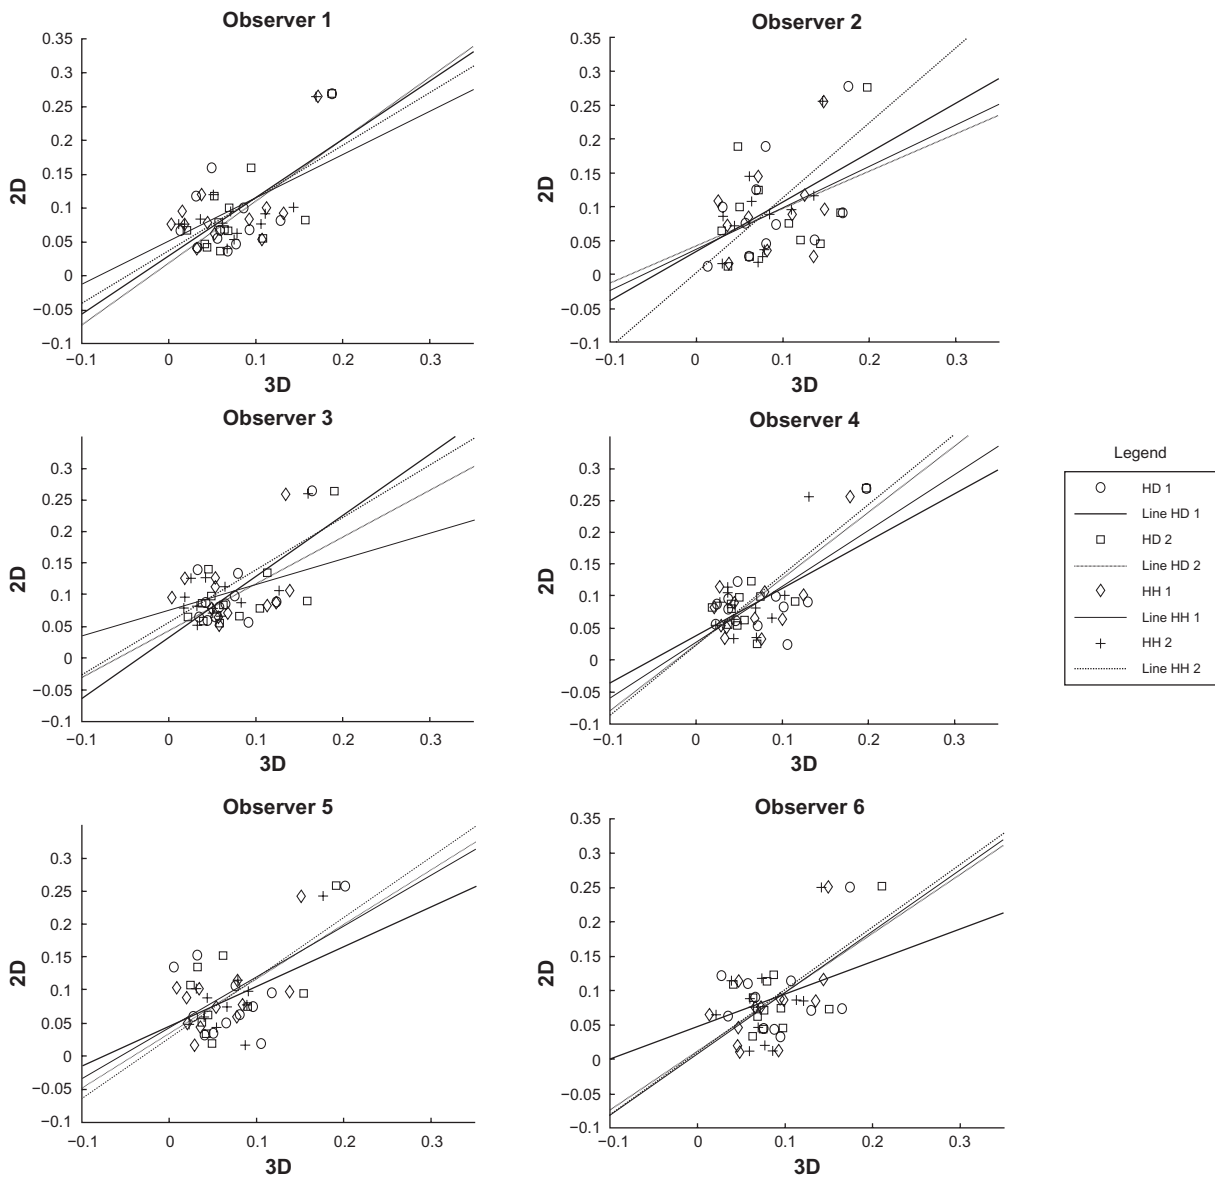 Observer 1
0.35
0.3
0.25
0.2
0.15
0.1
0.05
0
−0.05
−0.1
2D
−0.1 0 0.1 0.2 0.3
3D
Observer 2
0.35
0.3
0.25
0.2
0.15
0.1
0.05
0
−0.05
−0.1
2D
−0.1 0 0.1 0.2 0.3
3D
Observer 3
0.3
0.25
0.2
0.15
0.1
0.05
0
−0.05
−0.1
2D
−0.1 0 0.1 0.2 0.3
3D
Observer 4
0.3
0.25
0.2
0.15
0.1
0.05
0
−0.05
−0.1
2D
−0.1 0 0.1 0.2 0.3
3D
Legend
HD 1
Line HD 1
HD 2
Line HD 2
HH 1
Line HH 1
HH 2
Line HH 2
Observer 5
0.3
0.25
0.2
0.15
0.1
0.05
0
−0.05
−0.1
2D
−0.1 0 0.1 0.2 0.3
3D
Observer 6
0.35
0.3
0.25
0.2
0.15
0.1
0.05
0
−0.05
−0.1
2D
−0.1 0 0.1 0.2 0.3
3D